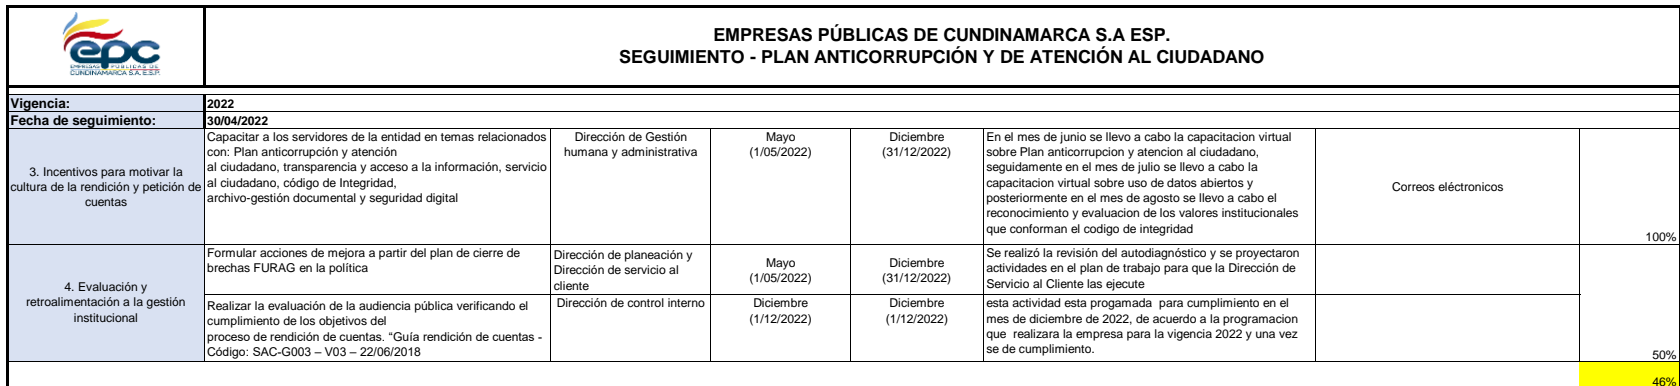 epc
EMPRESAS PÚBLICAS DE
CUNDINAMARCA S.A. E.S.P.
EMPRESAS PÚBLICAS DE CUNDINAMARCA S.A ESP.
SEGUIMIENTO - PLAN ANTICORRUPCIÓN Y DE ATENCIÓN AL CIUDADANO
Vigencia:
2022
Fecha de seguimiento:
30/04/2022
3. Incentivos para motivar la
cultura de la rendición y petición de
cuentas
Capacitar a los servidores de la entidad en temas relacionados
con: Plan anticorrupción y atención
al ciudadano, transparencia y acceso a la información, servicio
al ciudadano, código de Integridad,
archivo-gestión documental y seguridad digital
Dirección de Gestión
humana y administrativa
Mayo
(1/05/2022)
Diciembre
(31/12/2022)
En el mes de junio se llevo a cabo la capacitacion virtual
sobre Plan anticorrupcion y atencion al ciudadano,
seguidamente en el mes de julio se llevo a cabo la
capacitacion virtual sobre uso de datos abiertos y
posteriormente en el mes de agosto se llevo a cabo el
reconocimiento y evaluacion de los valores institucionales
que conforman el codigo de integridad
Correos eléctronicos
100%
4. Evaluación y
retroalimentación a la gestión
institucional
Formular acciones de mejora a partir del plan de cierre de
brechas FURAG en la política
Dirección de planeación y
Dirección de servicio al
cliente
Mayo
(1/05/2022)
Diciembre
(31/12/2022)
Se realizó la revisión del autodiagnóstico y se proyectaron
actividades en el plan de trabajo para que la Dirección de
Servicio al Cliente las ejecute
Realizar la evaluación de la audiencia pública verificando el
cumplimiento de los objetivos del
proceso de rendición de cuentas. “Guía rendición de cuentas -
Código: SAC-G003 – V03 – 22/06/2018
Dirección de control interno
Diciembre
(1/12/2022)
Diciembre
(1/12/2022)
esta actividad esta progamada  para cumplimiento en el
mes de diciembre de 2022, de acuerdo a la programacion
que  realizara la empresa para la vigencia 2022 y una vez
se de cumplimiento.
50%
46%